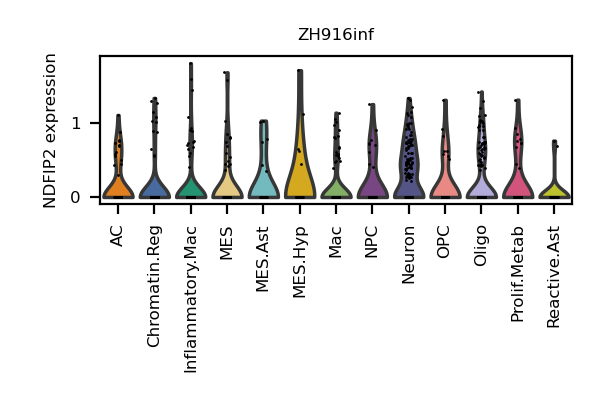 ZH916inf
NDFIP2 expression
1
0
AC
Chromatin.Reg
Inflammatory.Mac
MES
MES.Ast
MES.Hyp
Mac
NPC
Neuron
OPC
Oligo
Prolif.Metab
Reactive.Ast